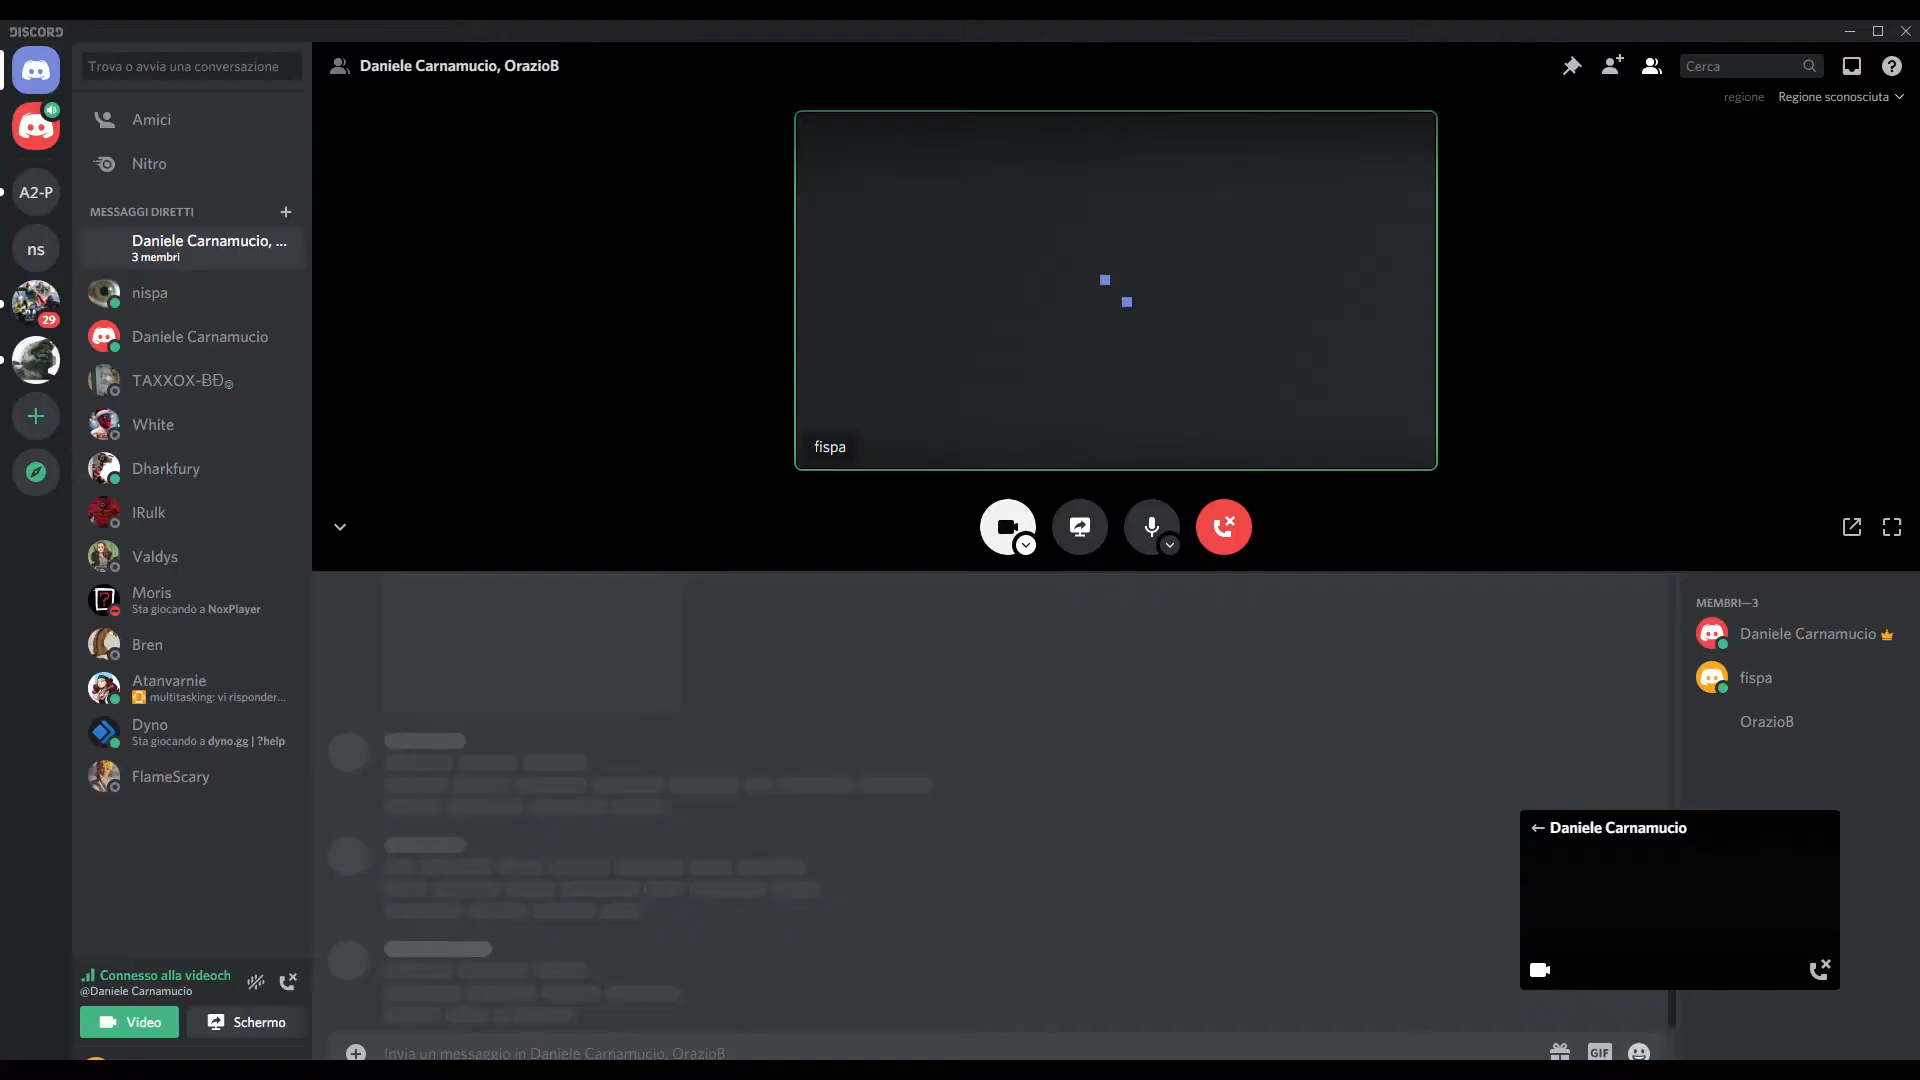 DISCORD
Trova o avvia una conversazione
Daniele Carnamucio, OrazioB
Cerca
regione Regione sconosciuta
Amici
Nitro
MESSAGGI DIRETTI
Daniele Carnamucio, ...
3 membri
nispa
Daniele Carnamucio
TAXXOX-
White
Dharkfury
IRulk
Valdys
Moris
Sta giocando a NoxPlayer
Bren
Atanvarnie
multitasking: vi risponder...
Dyno
Sta giocando a dyno.gg | ?help
FlameScary
A2-P
ns
29
Connesso alla videoch
@Daniele Carnamucio
Video
Schermo
fispa
MEMBRI—3
Daniele Carnamucio
fispa
OrazioB
Daniele Carnamucio
Invia un messaggio in Daniele Carnamucio, OrazioB
GIF